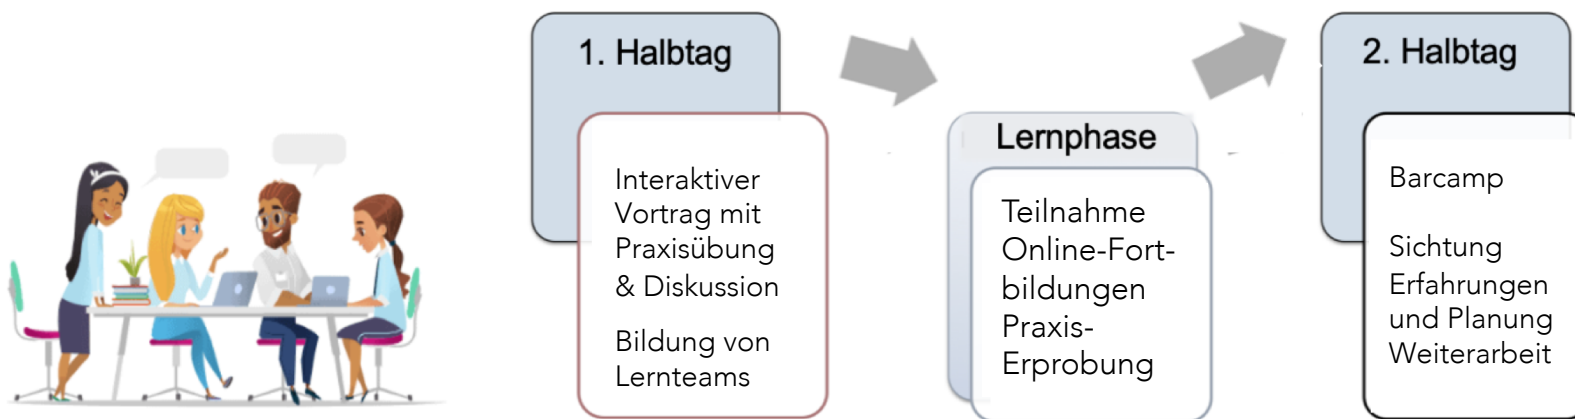 1. Halbtag
Interaktiver
Vortrag mit
Praxisübung
& Diskussion
Bildung von
Lernteams
Lernphase
Teilnahme
Online-Fort-
bildungen
Praxis-
Erprobung
2. Halbtag
Barcamp
Sichtung
Erfahrungen
und Planung
Weiterarbeit